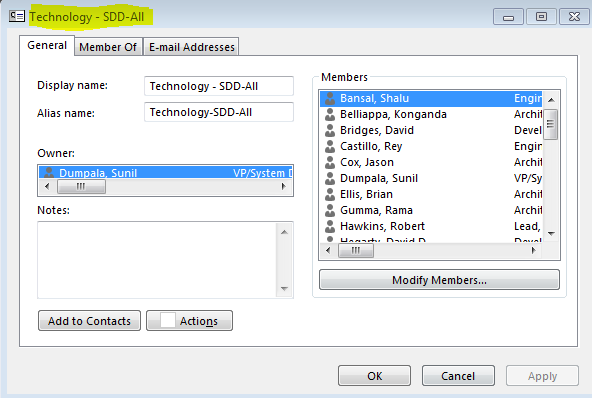 Technology - SDD-All
General Member Of E-mail Addresses
Display name: Technology - SDD-All
Alias name: Technology-SDD-All
Owner:
Dumpala, Sunil VP/System D
Notes:
Add to Contacts Actions
Members
Bansal, Shalu Engin
Belliappa, Konganda Archit
Bridges, David Devel
Castillo, Rey Engin
Cox, Jason Archit
Dumpala, Sunil VP/Sy
Ellis, Brian Archit
Gumma, Rama Archit
Hawkins, Robert Lead,
Hegarty, David D Devel
Modify Members...
OK Cancel Apply